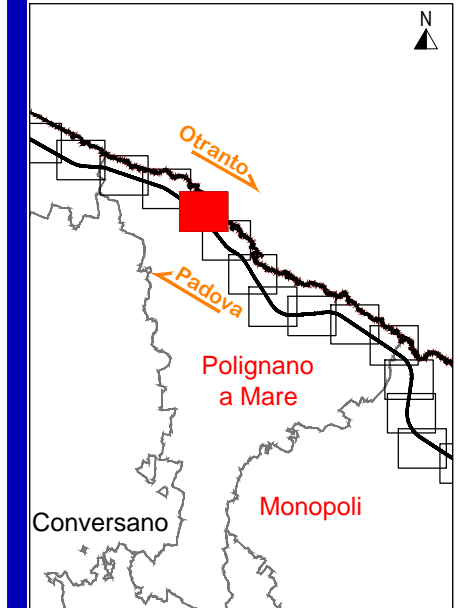 N
Otranto
Padova
Polignano
a Mare
Monopoli
Conversano